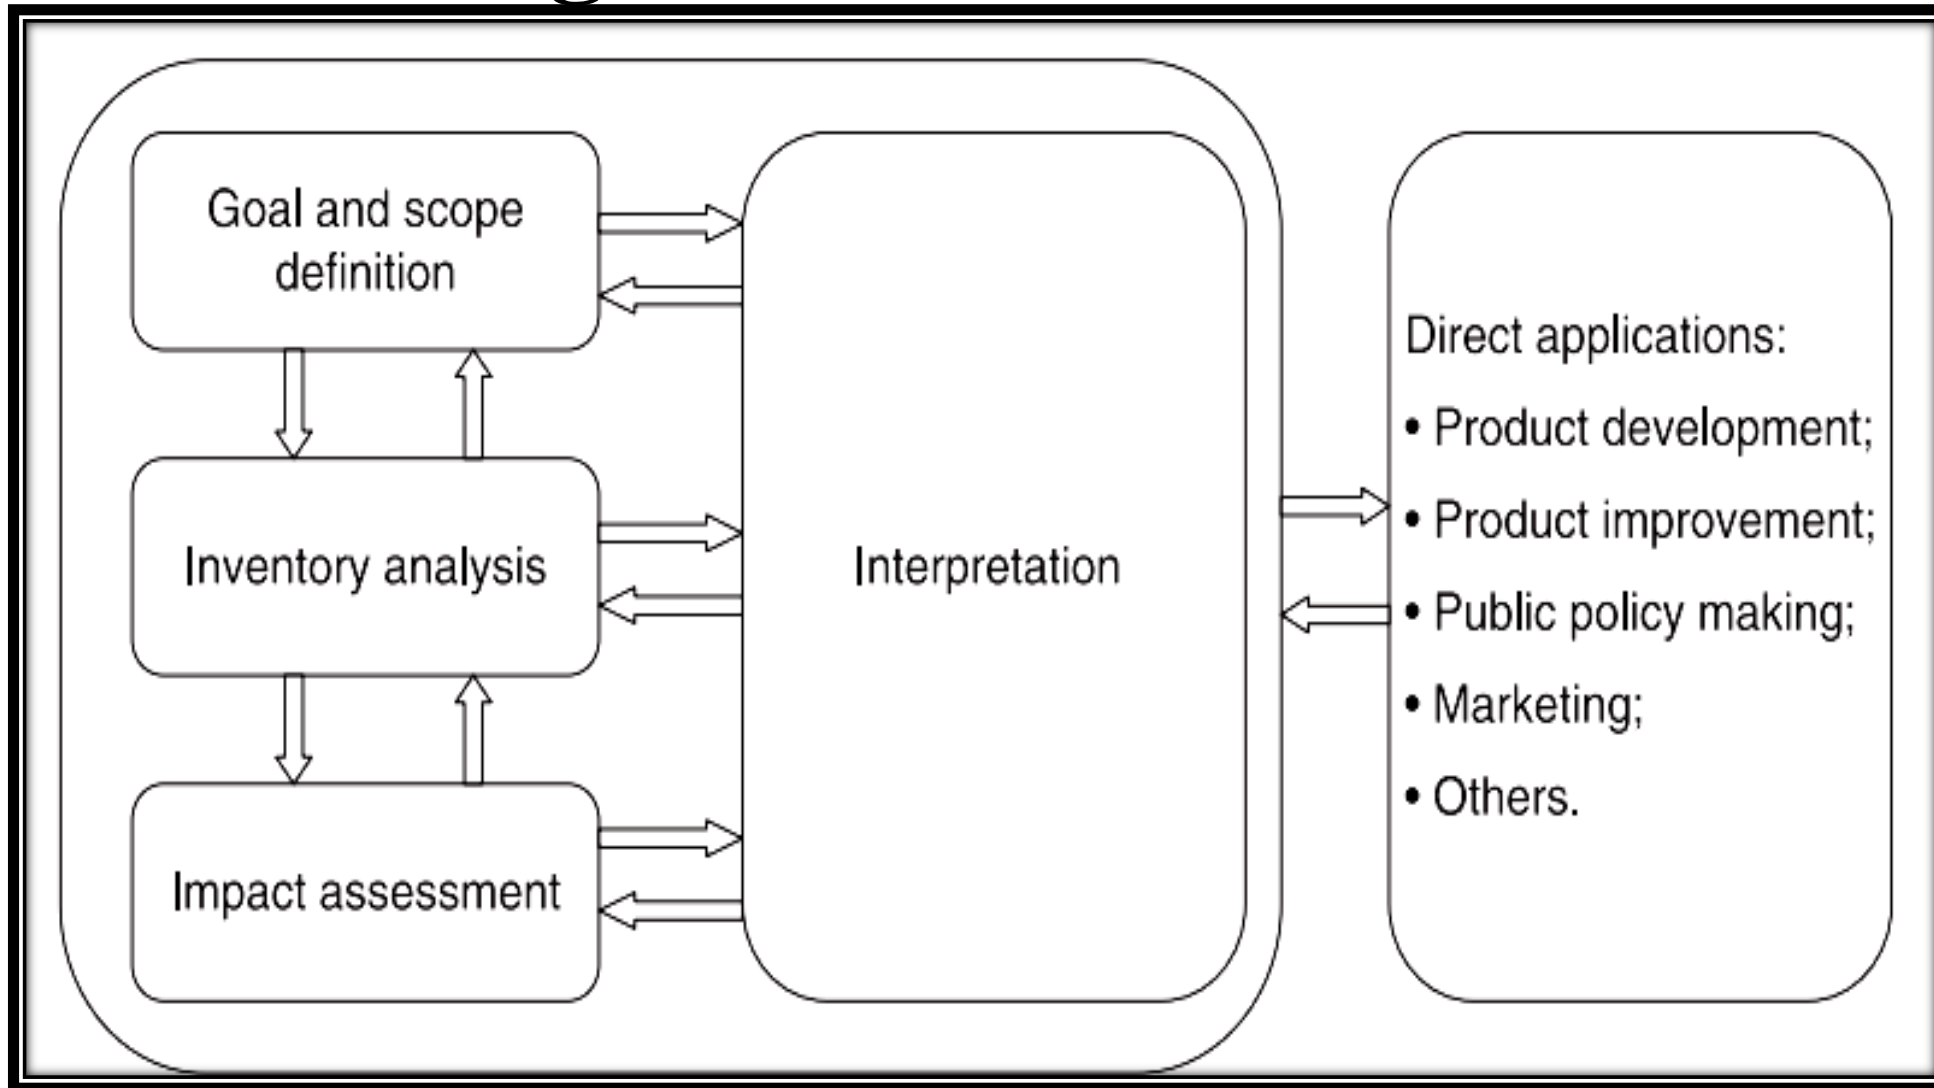 Goal and scope
definition
Inventory analysis
Impact assessment
Interpretation
Direct applications:
• Product development;
• Product improvement;
• Public policy making;
• Marketing;
• Others.